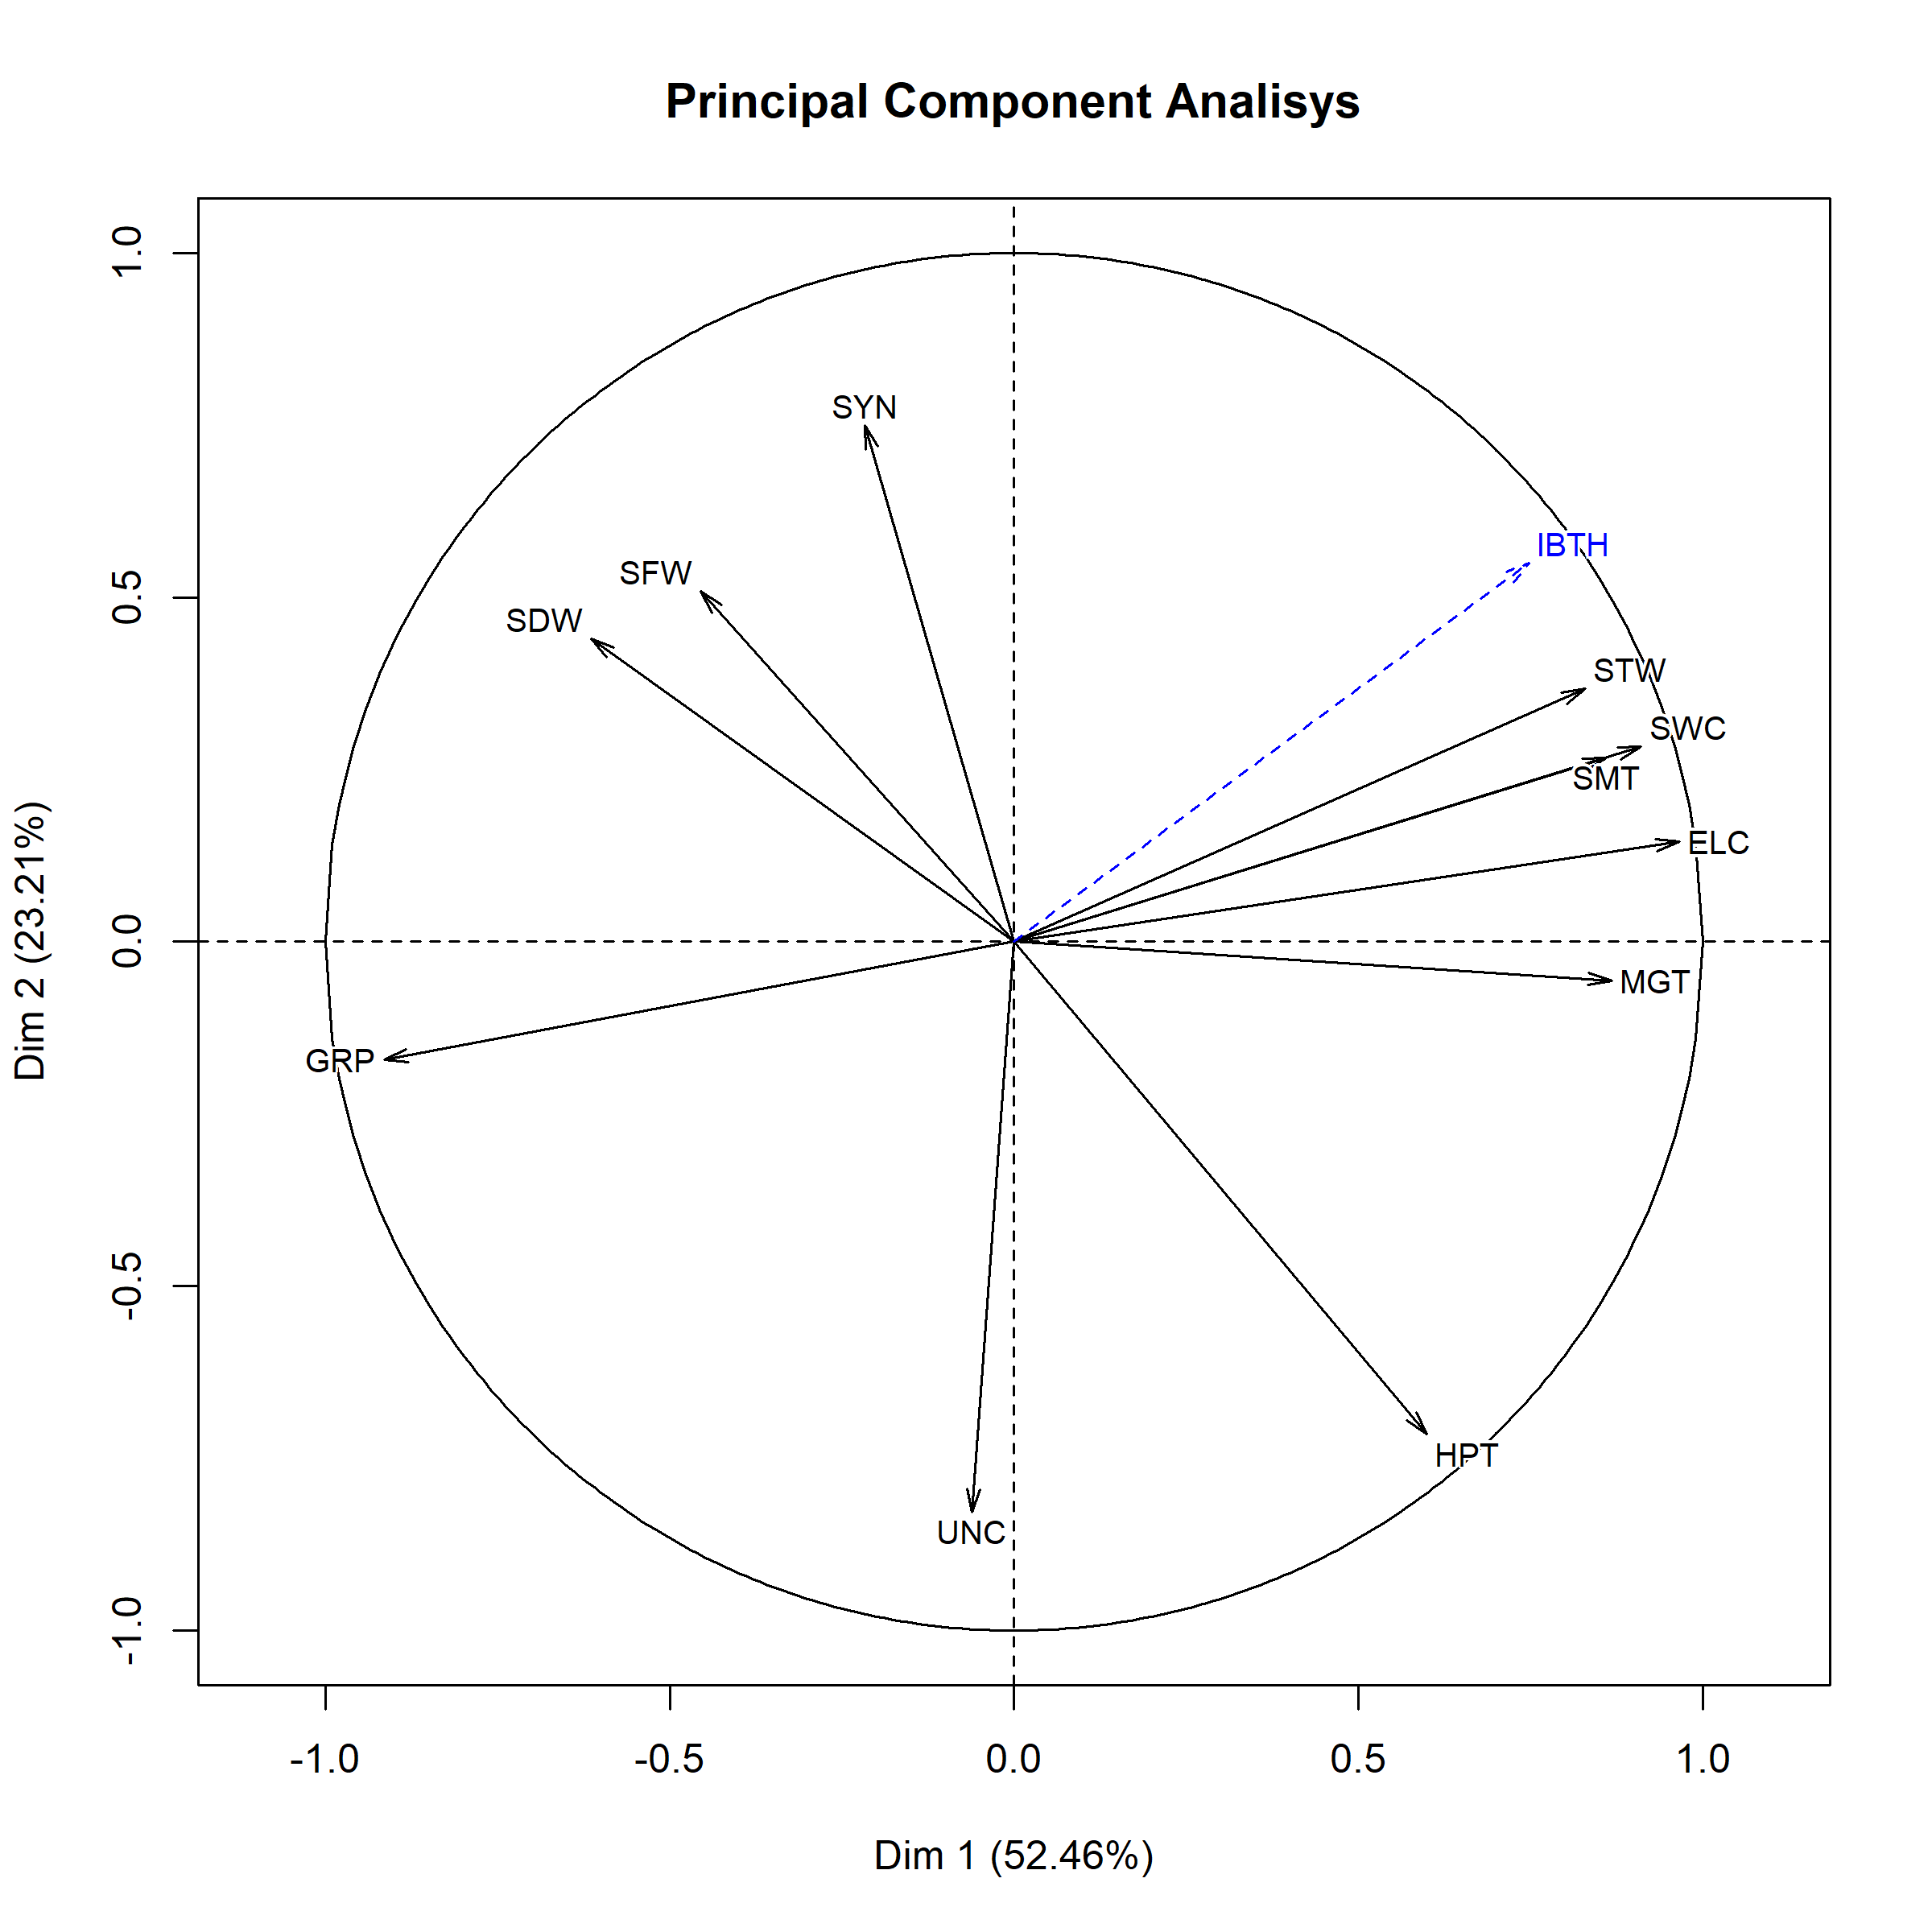 Principal Component Analisys
SYN
IBTH
SFW
SDW
STW
SWC
SMT
ELC
MGT
GRP
HPT
UNC
1.0
0.5
0.0
-0.5
-1.0
Dim 2 (23.21%)
-1.0 -0.5 0.0 0.5 1.0
Dim 1 (52.46%)